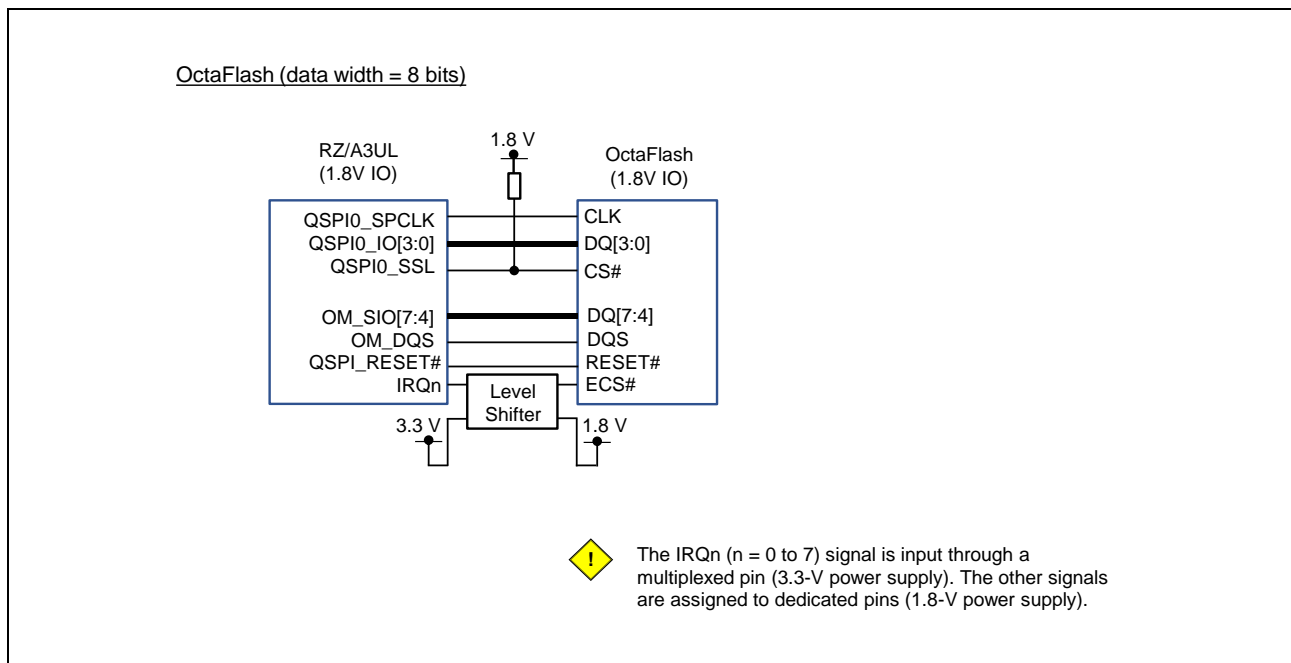 OctaFlash (data width = 8 bits)
1.8 V
RZ/A3UL
(1.8V IO)
OctaFlash
(1.8V IO)
QSPI0_SPCLK
CLK
QSPI0_IO[3:0]
DQ[3:0]
QSPI0_SSL
CS#
OM_SIO[7:4]
DQ[7:4]
OM_DQS
DQS
QSPI_RESET#
RESET#
IRQn
ECS#
Level
Shifter
3.3 V
1.8 V
!
The IRQn (n = 0 to 7) signal is input through a
multiplexed pin (3.3-V power supply). The other signals
are assigned to dedicated pins (1.8-V power supply).